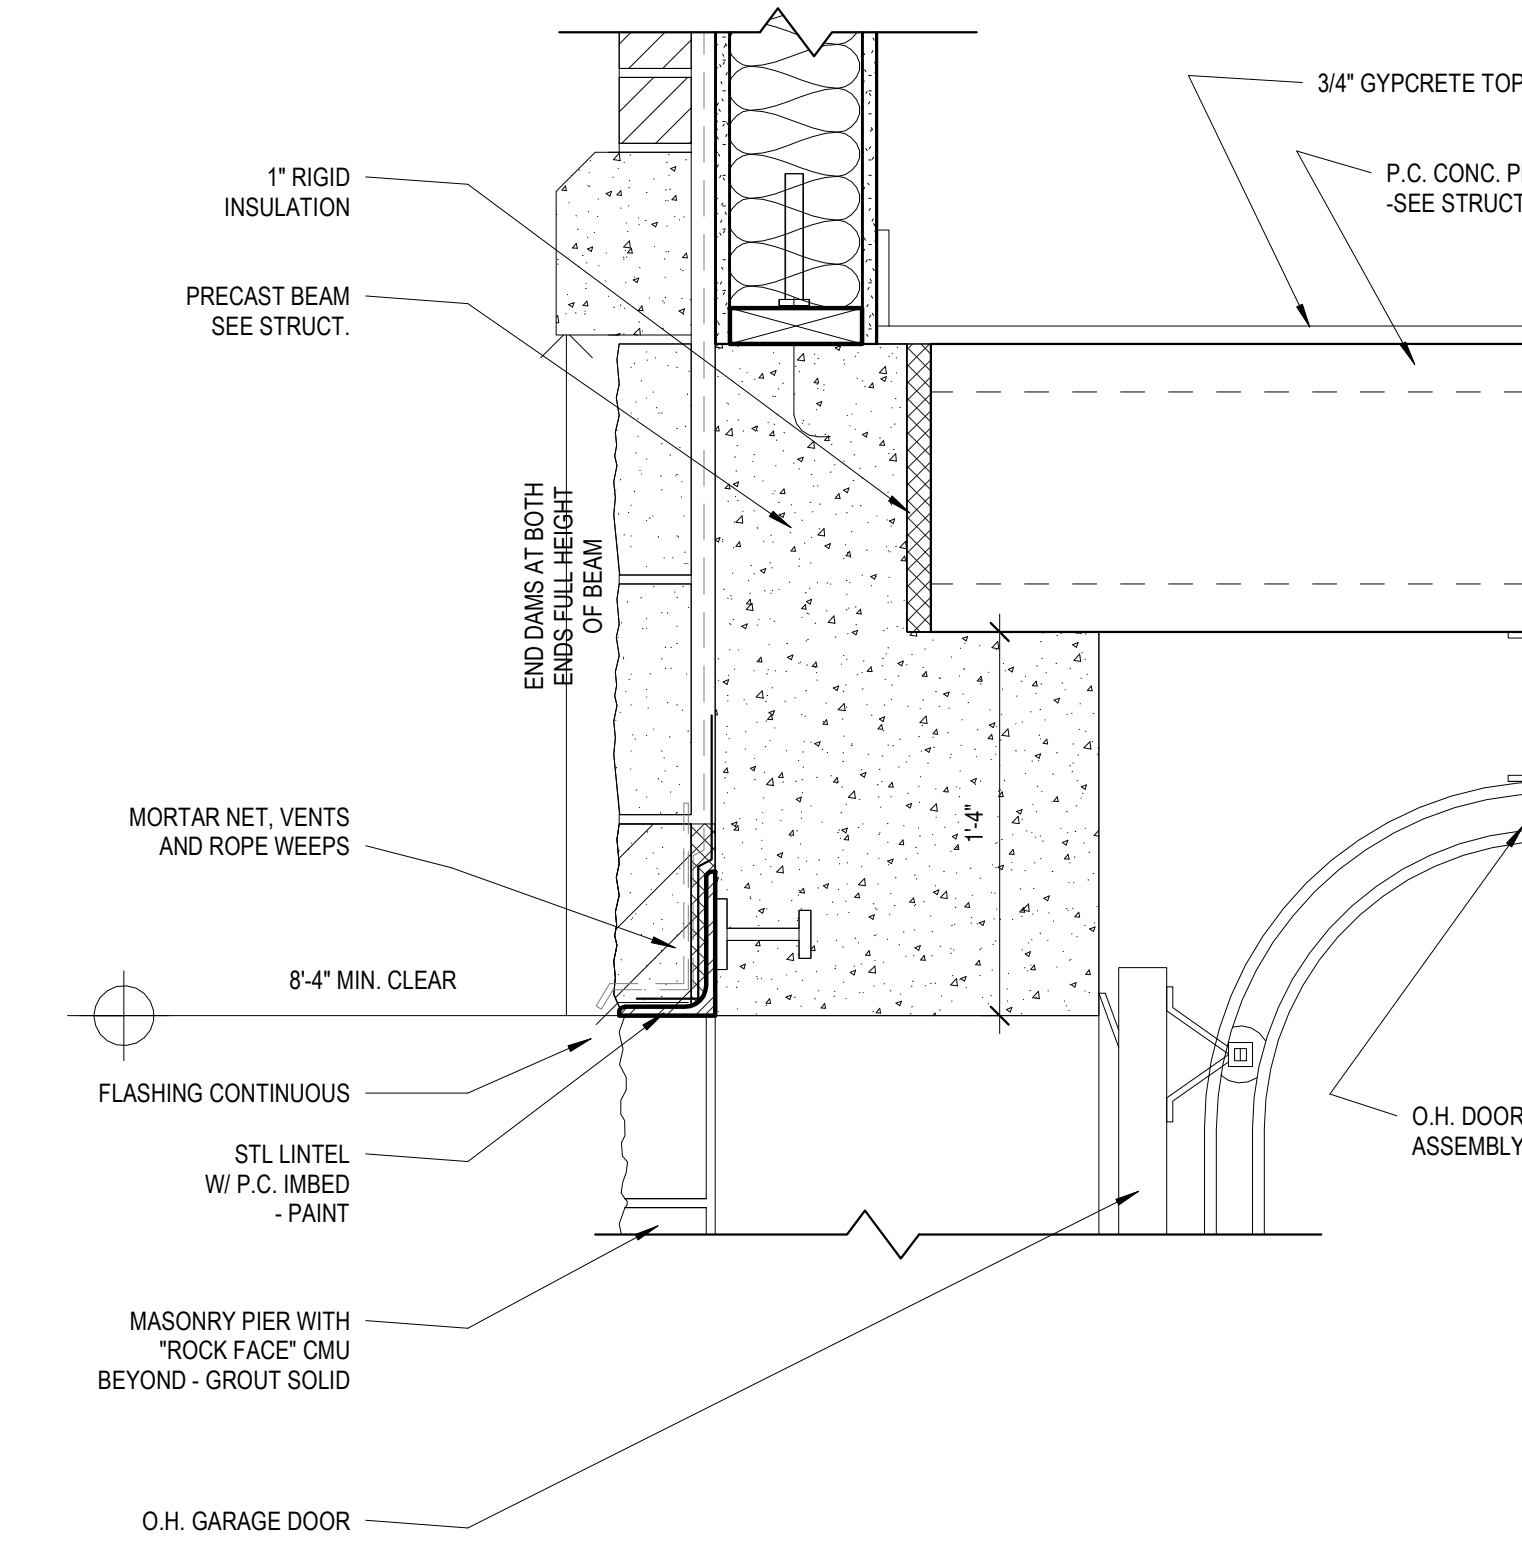 3/4" GYPCRETE TOP
P.C. CONC.
-SEE STRUCT
1" RIGID
INSULATION
PRECAST BEAM
SEE STRUCT.
END DAMS AT BOTH
ENDS FULL HEIGHT
OF BEAM
MORTAR NET, VENTS
AND ROPE WEEPS
1'-4"
8'-4" MIN. CLEAR
FLASHING CONTINUOUS
STL LINTEL
W/ P.C. IMBED
- PAINT
O.H. DOOR
ASSEMBLY
MASONRY PIER WITH
"ROCK FACE" CMU
BEYOND - GROUT SOLID
O.H. GARAGE DOOR